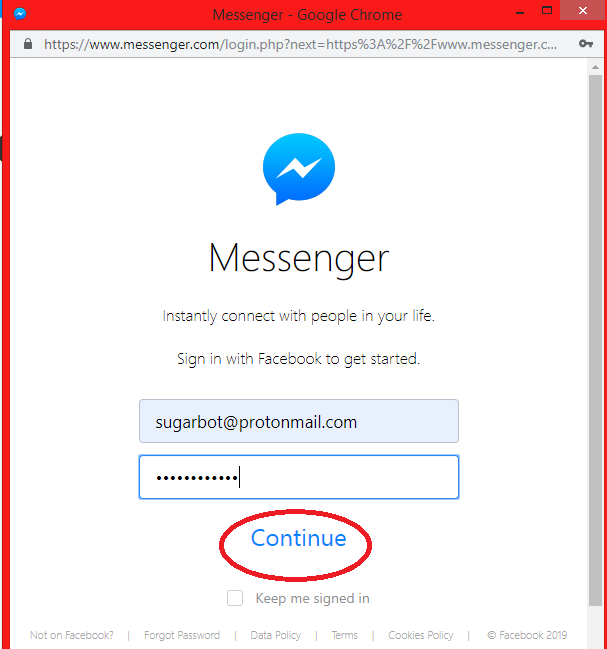 Messenger - Google Chrome
https://www.messenger.com/login.php?next=https%3A%2F%2Fwww.messenger.c...
Messenger
Instantly connect with people in your life.
Sign in with Facebook to get started.
sugarbot@protonmail.com
••••••••••••
Continue
Keep me signed in
Not on Facebook? | Forgot Password | Data Policy | Terms | Cookies Policy | © Facebook 2019